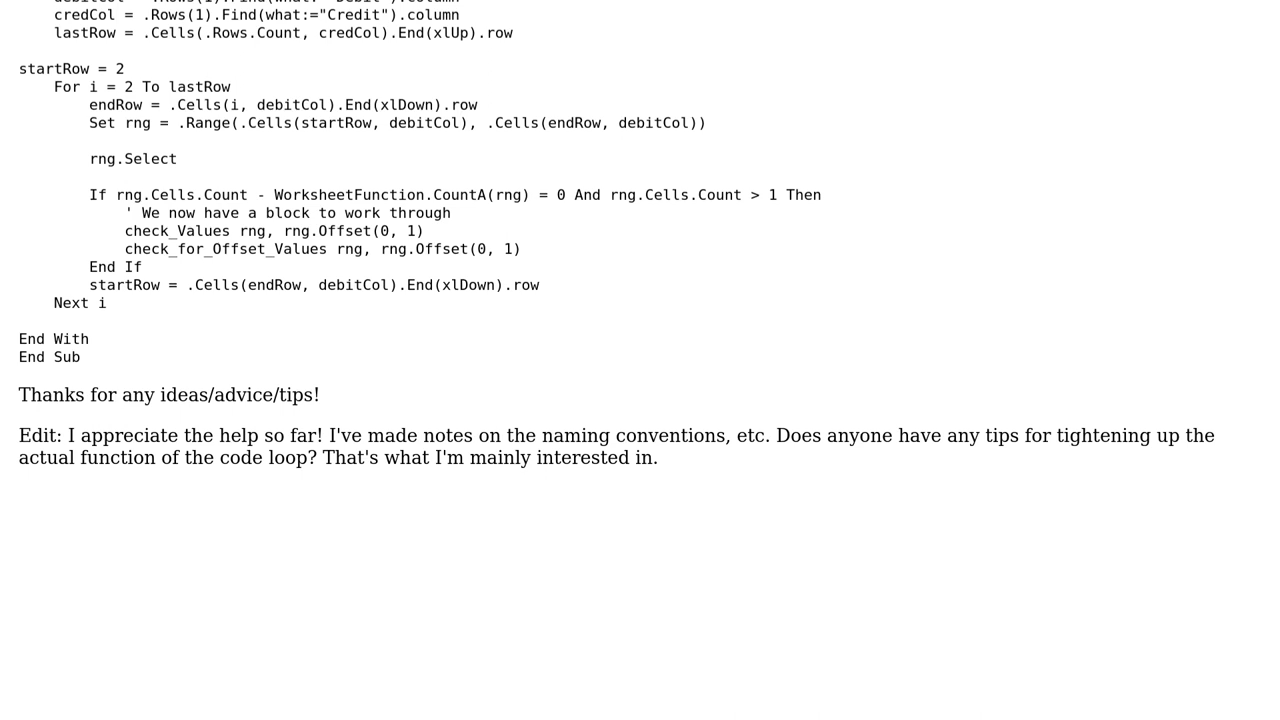 credCol = .Rows(1).Find(what:="Credit").column
lastRow = .Cells(.Rows.Count, credCol).End(xlUp).row
startRow = 2
For i = 2 To lastRow
endRow = .Cells(i, debitCol).End(xlDown).row
Set rng = .Range(.Cells(startRow, debitCol), .Cells(endRow, debitCol))
rng.Select
If rng.Cells.Count - WorksheetFunction.CountA(rng) = 0 And rng.Cells.Count > 1 Then
' We now have a block to work through
check_Values rng, rng.Offset(0, 1)
check_for_Offset_Values rng, rng.Offset(0, 1)
End If
startRow = .Cells(endRow, debitCol).End(xlDown).row
Next i
End With
End Sub
Thanks for any ideas/advice/tips!
Edit: I appreciate the help so far! I've made notes on the naming conventions, etc. Does anyone have any tips for tightening up the
actual function of the code loop? That's what I'm mainly interested in.